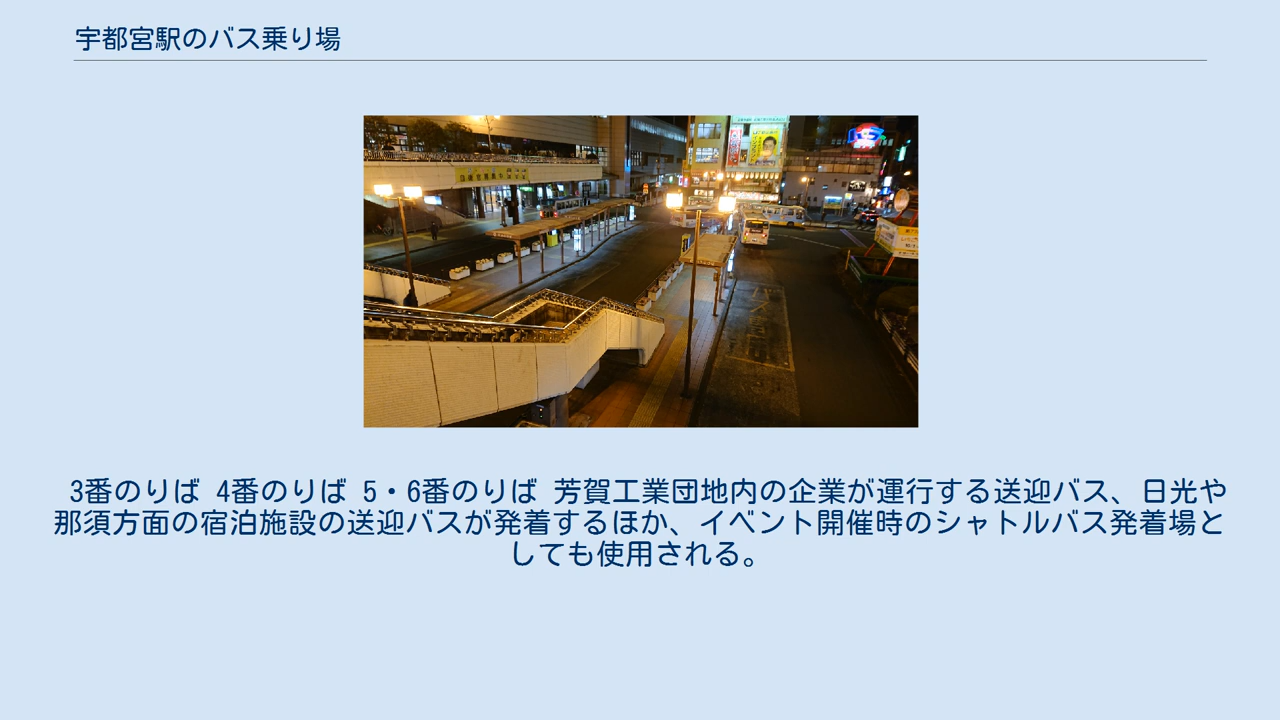 宇都宮駅のバス乗り場
3番のりば 4番のりば 5・6番のりば 芳賀工業団地内の企業が運行する送迎バス、日光や
那須方面の宿泊施設の送迎バスが発着するほか、イベント開催時のシャトルバス発着場と
しても使用される。